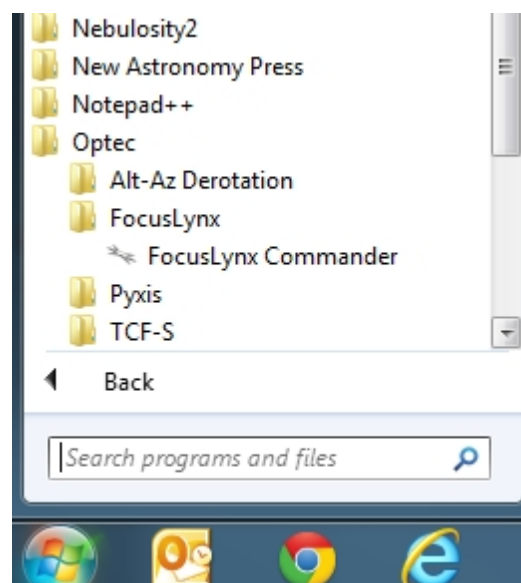 Nebulosity2
New Astronomy Press
Notepad++
Optec
Alt-Az Derotation
FocusLynx
FocusLynx Commander
Pyxis
TCF-S
Back
Search programs and files